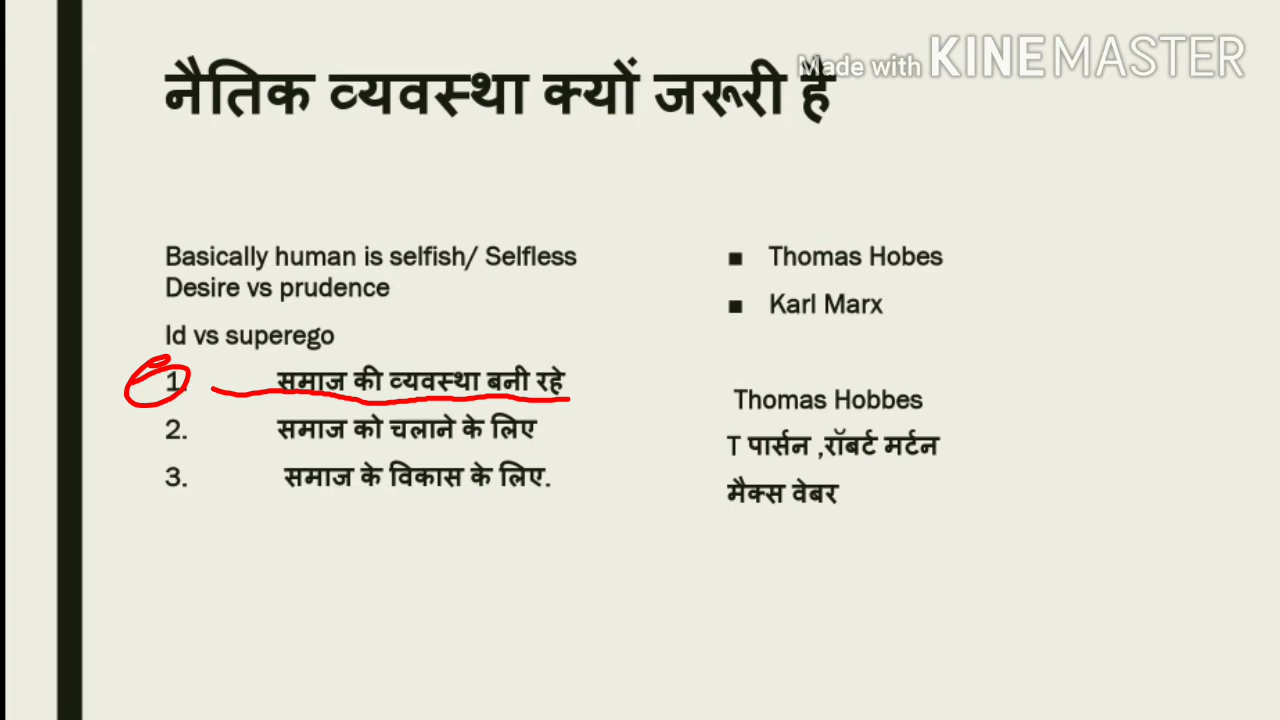 Made with KINEMASTER
नैतिक व्यवस्था क्यों जरूरी है
Basically human is selfish/ Selfless
Desire vs prudence
Id vs superego
1. समाज की व्यवस्था बनी रहे
2. समाज को चलाने के लिए
3. समाज के विकास के लिए.
■ Thomas Hobes
■ Karl Marx
Thomas Hobbes
T पार्सन ,रॉबर्ट मर्टन
मैक्स वेबर